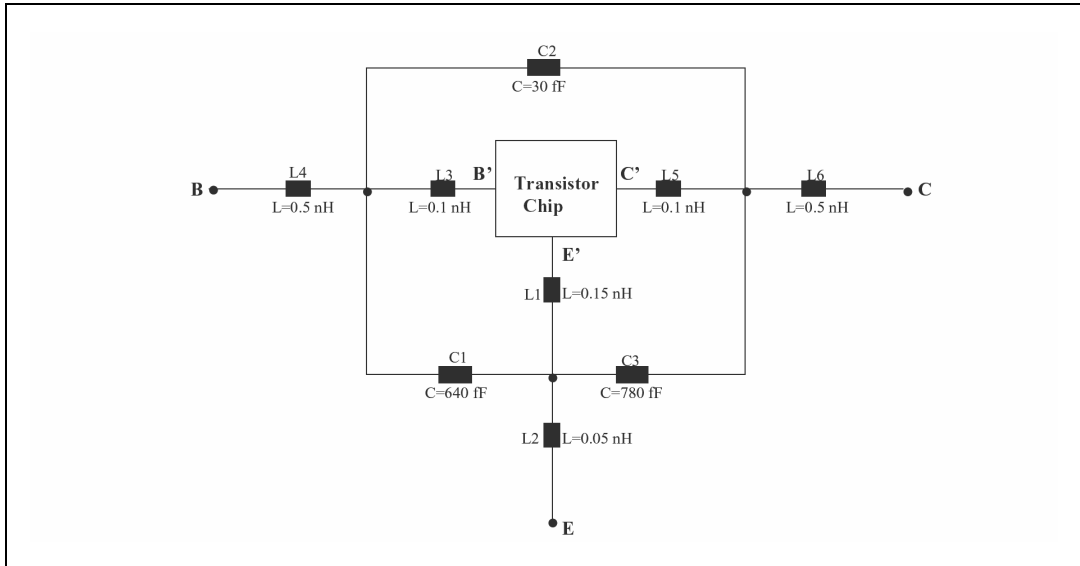 C2
C=30 fF
L4
L3
B’
C’
L5
L6
B
Transistor
Chip
C
L=0.5 nH
L=0.1 nH
L=0.1 nH
L=0.5 nH
E’
L1
L=0.15 nH
C1
C3
C=640 fF
C=780 fF
L2
L=0.05 nH
E